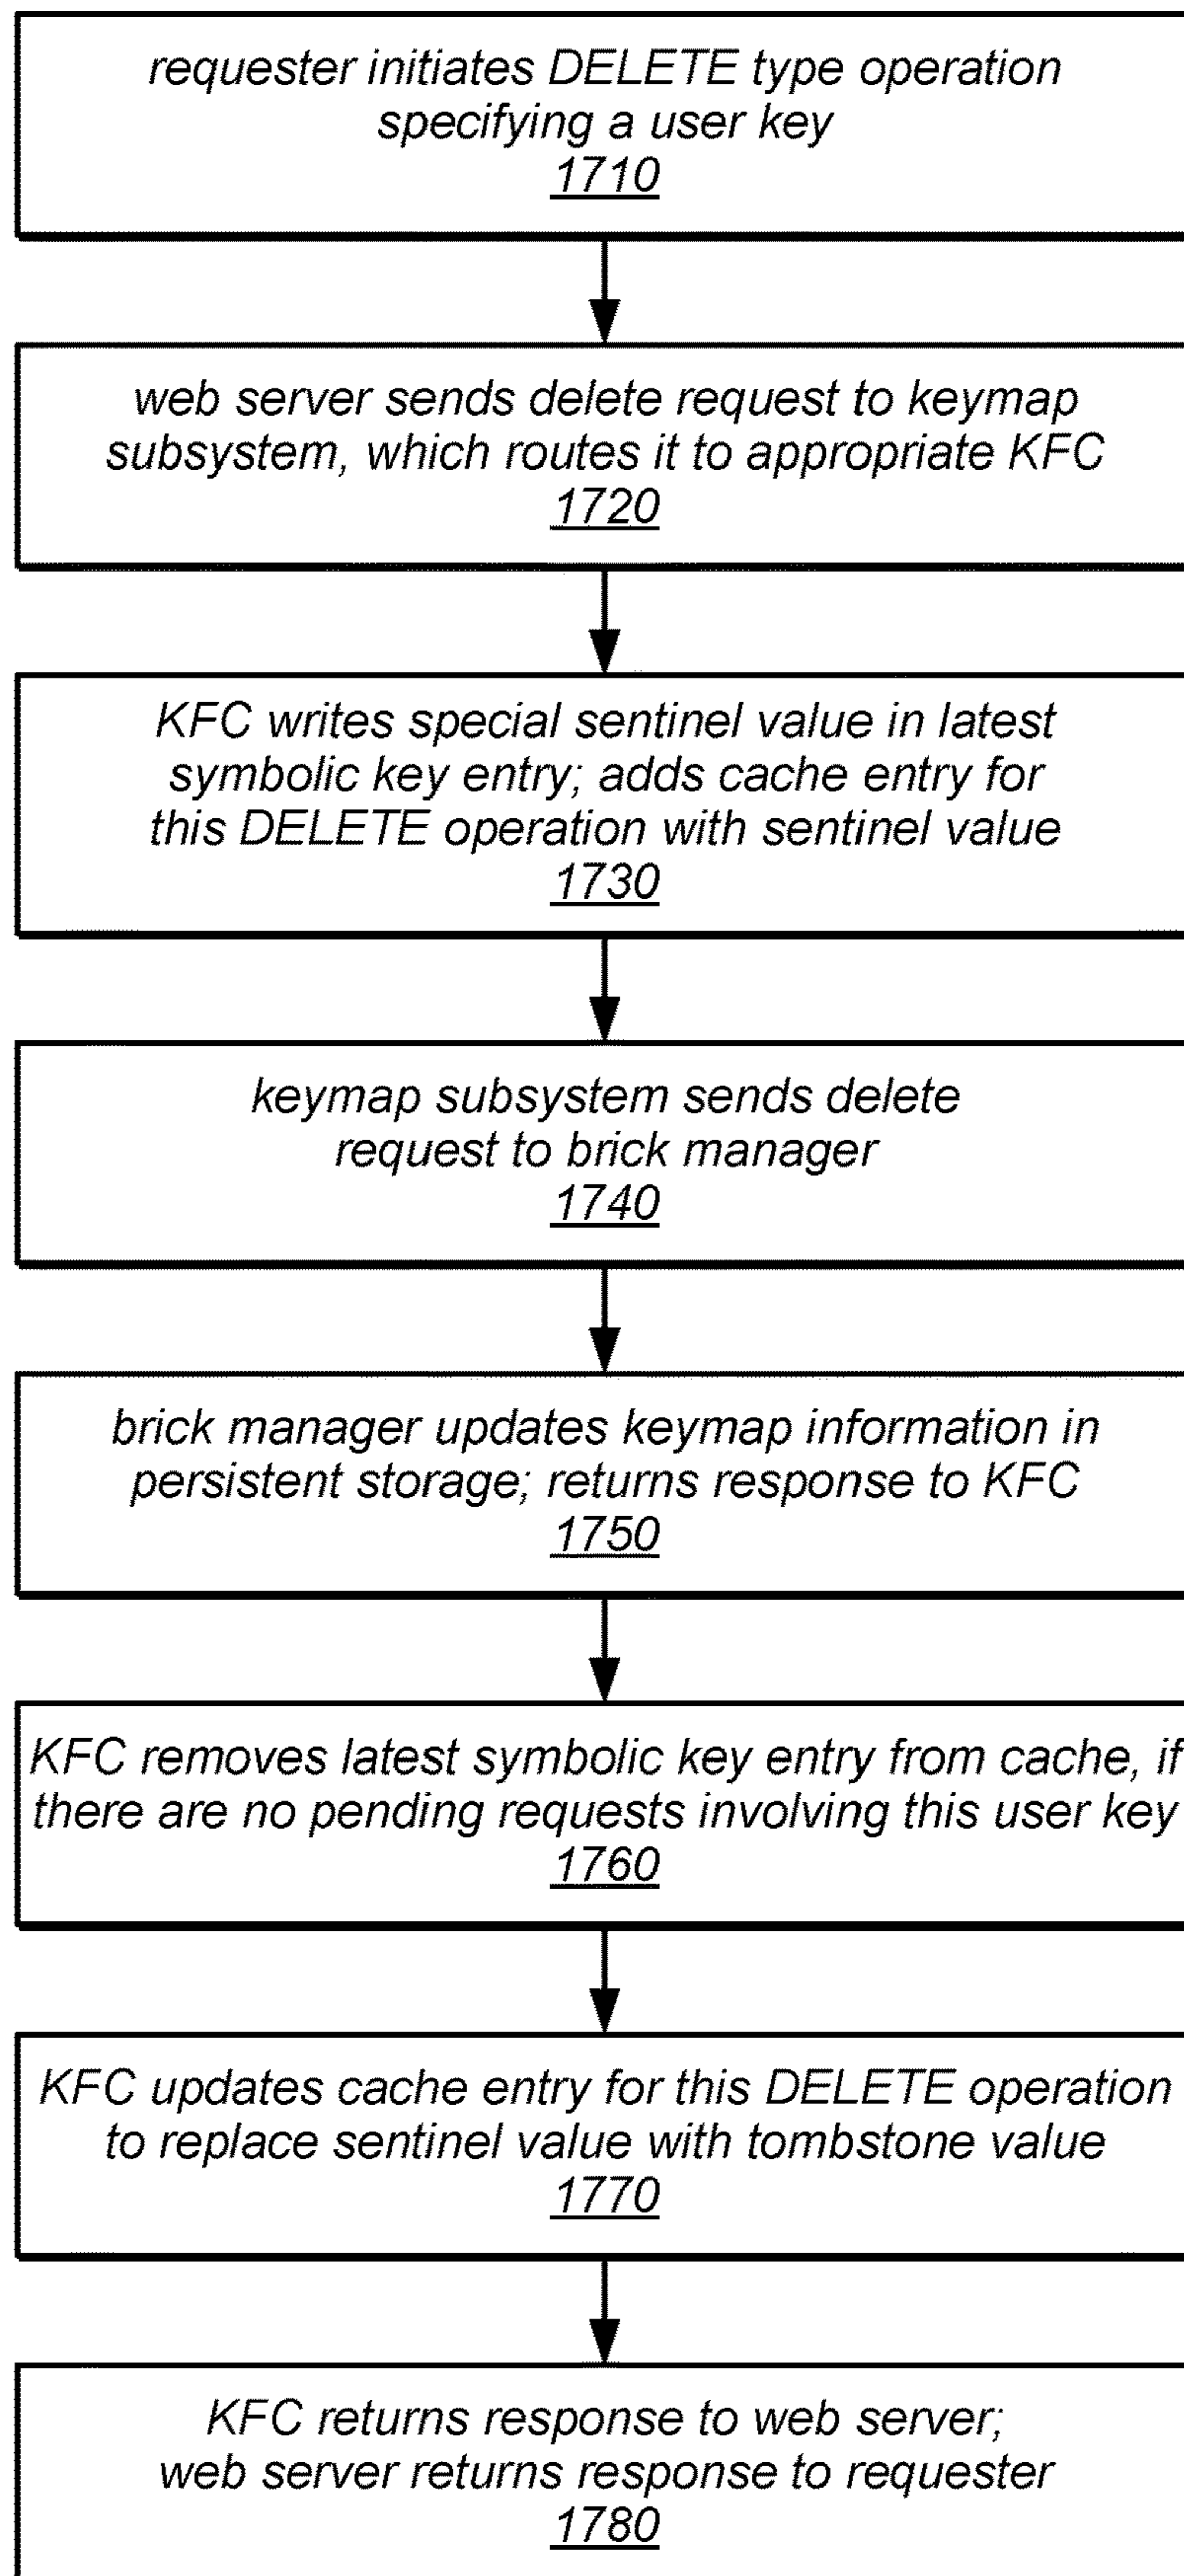 requester initiates DELETE type operation
specifying a user key
1710
web server sends delete request to keymap
subsystem, which routes it to appropriate KFC
1720
KFC writes special sentinel value in latest
symbolic key entry; adds cache entry for
this DELETE operation with sentinel value
1730
keymap subsystem sends delete
request to brick manager
1740
brick manager updates keymap information in
persistent storage; returns response to KFC
1750
KFC removes latest symbolic key entry from cache, if
there are no pending requests involving this user key
1760
KFC updates cache entry for this DELETE operation
to replace sentinel value with tombstone value
1770
KFC returns response to web server;
web server returns response to requester
1780